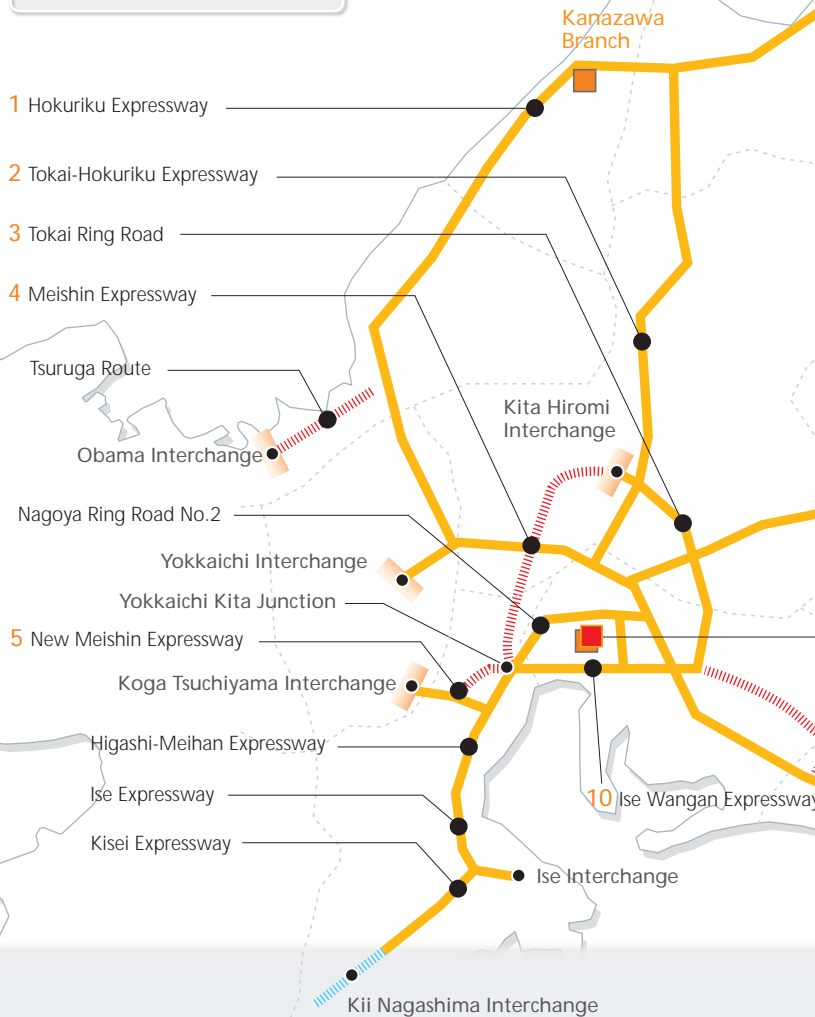 Kanazawa
Branch
1 Hokuriku Expressway
2 Tokai-Hokuriku Expressway
3 Tokai Ring Road
4 Meishin Expressway
Tsuruga Route
Kita Hiromi
Interchange
Obama Interchange
Nagoya Ring Road No.2
Yokkaichi Interchange
Yokkaichi Kita Junction
5 New Meishin Expressway
Koga Tsuchiyama Interchange
Higashi-Meihan Expressway
Ise Expressway
10 Ise Wangan Expressway
Kisei Expressway
Ise Interchange
Kii Nagashima Interchange